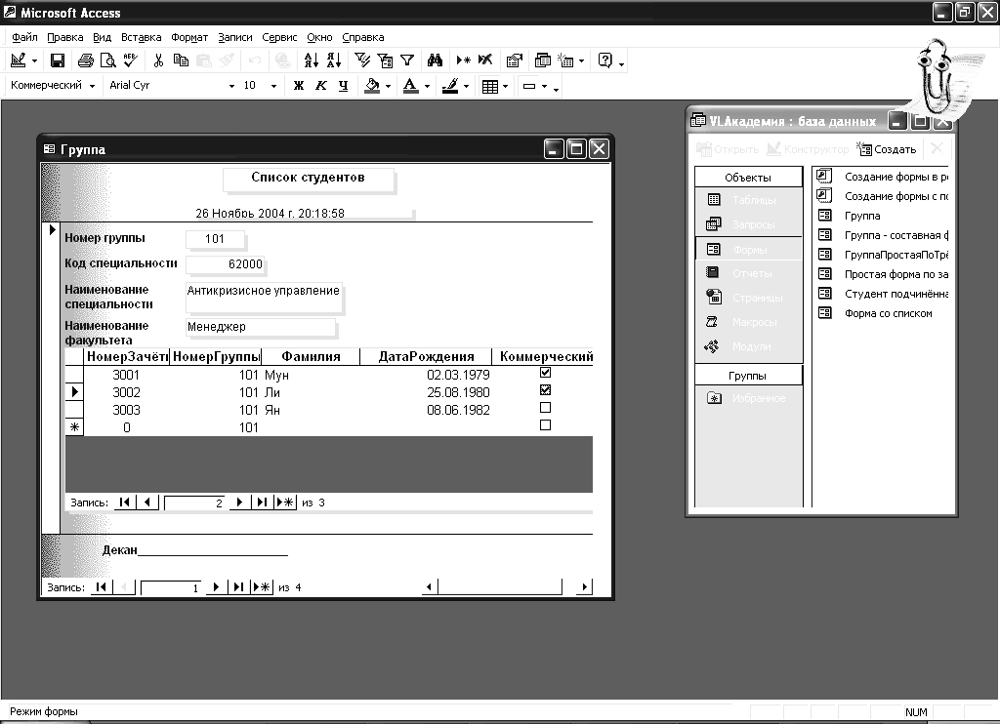 Microsoft Access
Файл Правка Вид Вставка Формат Записи Сервис Окно Справка
Коммерческий Arial Cyr 10 Ж К Ч
Группа
Список студентов
26 Ноябрь 2004 г. 20:18:58
Номер группы 101
Код специальности 62000
Наименование специальности Антикризисное управление
Наименование факультета Менеджер
НомерЗачётк НомерГруппы Фамилия ДатаРождения Коммерческий
3001 101 Мун 02.03.1979
3002 101 Ли 25.08.1980
3003 101 Ян 08.06.1982
0 101
Запись: 2 из 3
Декан
Запись: 1 из 4
VLАкадемия : база данных
Открыть Конструктор Создать
Объекты
Таблицы
Запросы
Формы
Отчеты
Страницы
Макросы
Модули
Группы
Избранное
Создание формы в р
Создание формы с по
Группа
Группа - составная ф
ГруппаПростаяПоТрё
Простая форма по за
Студент подчинённа
Форма со списком
Режим формы NUM